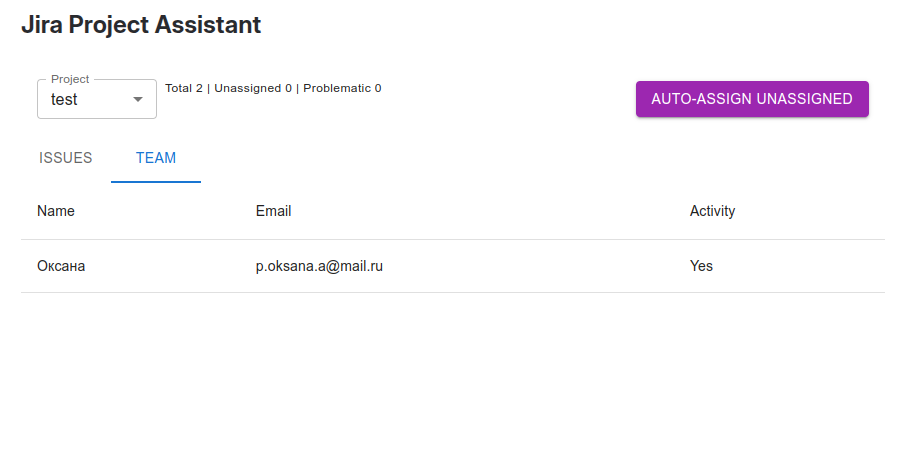 Jira Project Assistant
Project
test
Total 2 | Unassigned 0 | Problematic 0
AUTO-ASSIGN UNASSIGNED
ISSUES TEAM
Name Email Activity
Оксана p.oksana.a@mail.ru Yes